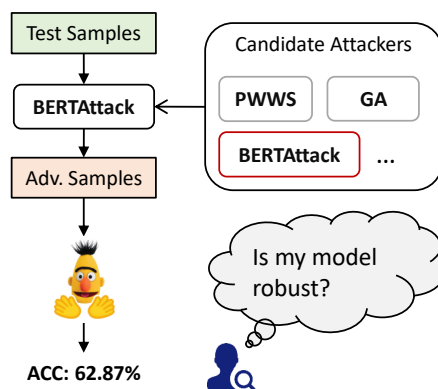 Test Samples
BERTAttack
Adv. Samples
ACC: 62.87%
Candidate Attackers
PWWS
GA
BERTAttack
...
Is my model
robust?